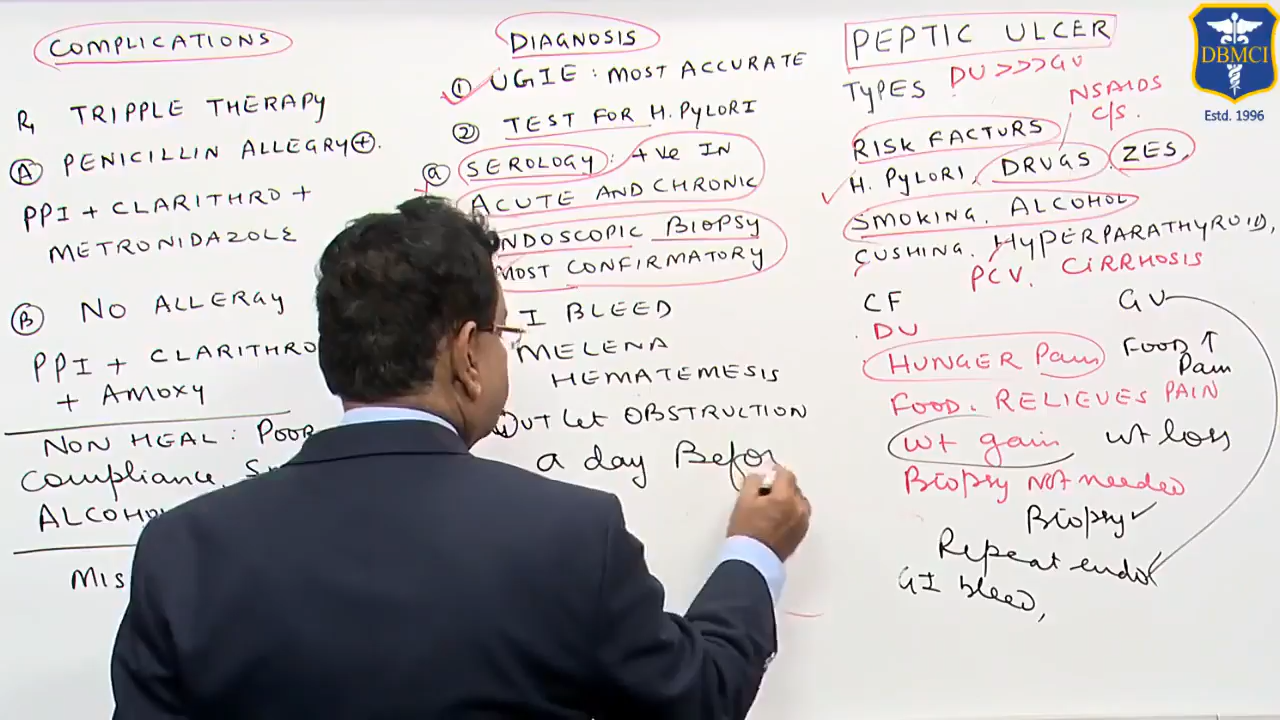 COMPLICATIONS
R, TRIPPLE THERAPY
A PENICILLIN ALLEGRY +.
PPI + CLARITHRO +
METRONIDAZOLE
B NO ALLERGY
PPI + CLARITHRO
+ AMOXY
NON HEAL: POOR
Compliance.
ALCOHO
MIS
DIAGNOSIS
1 UGIE: MOST ACCURATE
2 TEST FOR H. PYLORI
a SEROLOGY: +ve IN
ACUTE AND CHRONIC
NDOSCOPIC BIOPSY
MOST CONFIRMATORY
I BLEED
MELENA
HEMATEMESIS
OUTLET OBSTRUCTION
a day Befor
PEPTIC ULCER
TYPES DU >>> GU
NSAIDS
C/S.
RISK FACTURS
H. PYLORI, DRUGS. ZES.
SMOKING. ALCOHOL
CUSHING. HYPERPARATHYROID,
PCV. CIRRHOSIS
CF GU
DU
HUNGER Pain FOOD ↑
Pain
FOOD. RELIEVES PAIN
wt gain wt loss
Biopsy NOT needed
Biopsy ✓
Repeat endo
GI bleed,
DBMCI
Estd. 1996